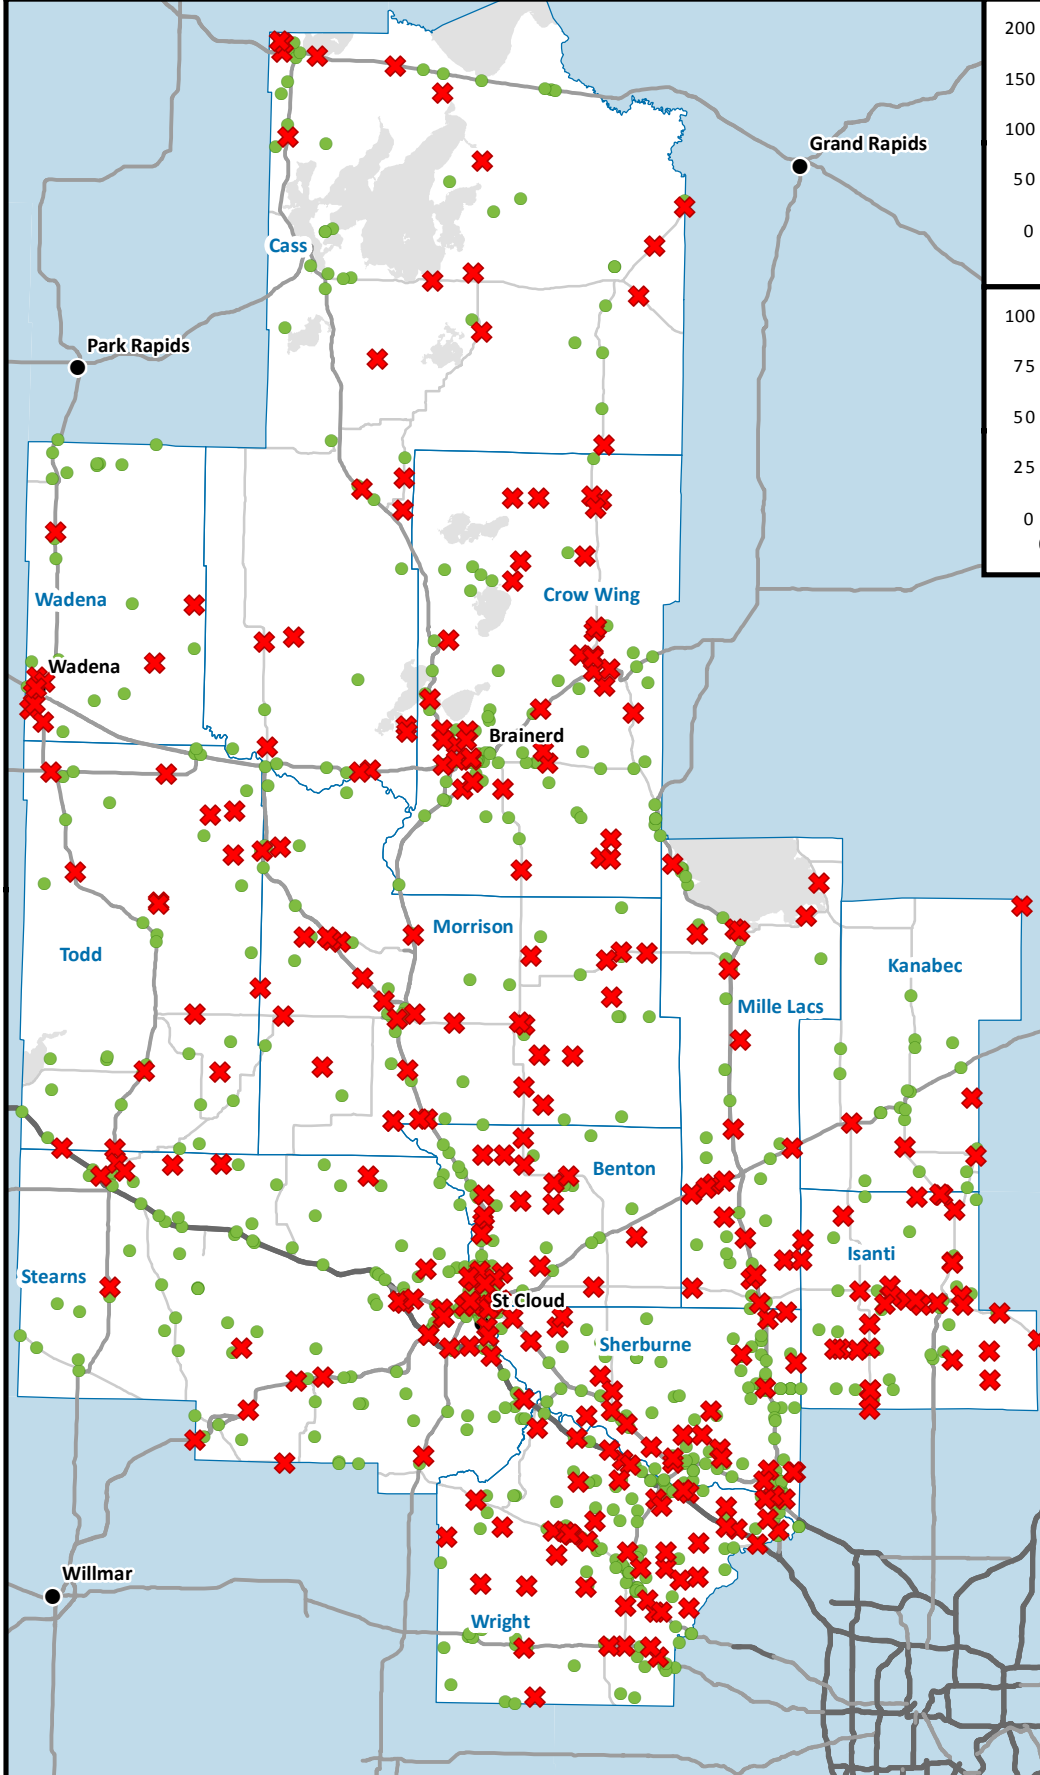 200
150
100
50
0
Grand Rapids
Cass
100
Park Rapids
75
50
25
0
Wadena
Crow Wing
Wadena
Brainerd
Morrison
Todd
Kanabec
Mille Lacs
Benton
Isanti
Stearns
St Cloud
Sherburne
Willmar
Wright